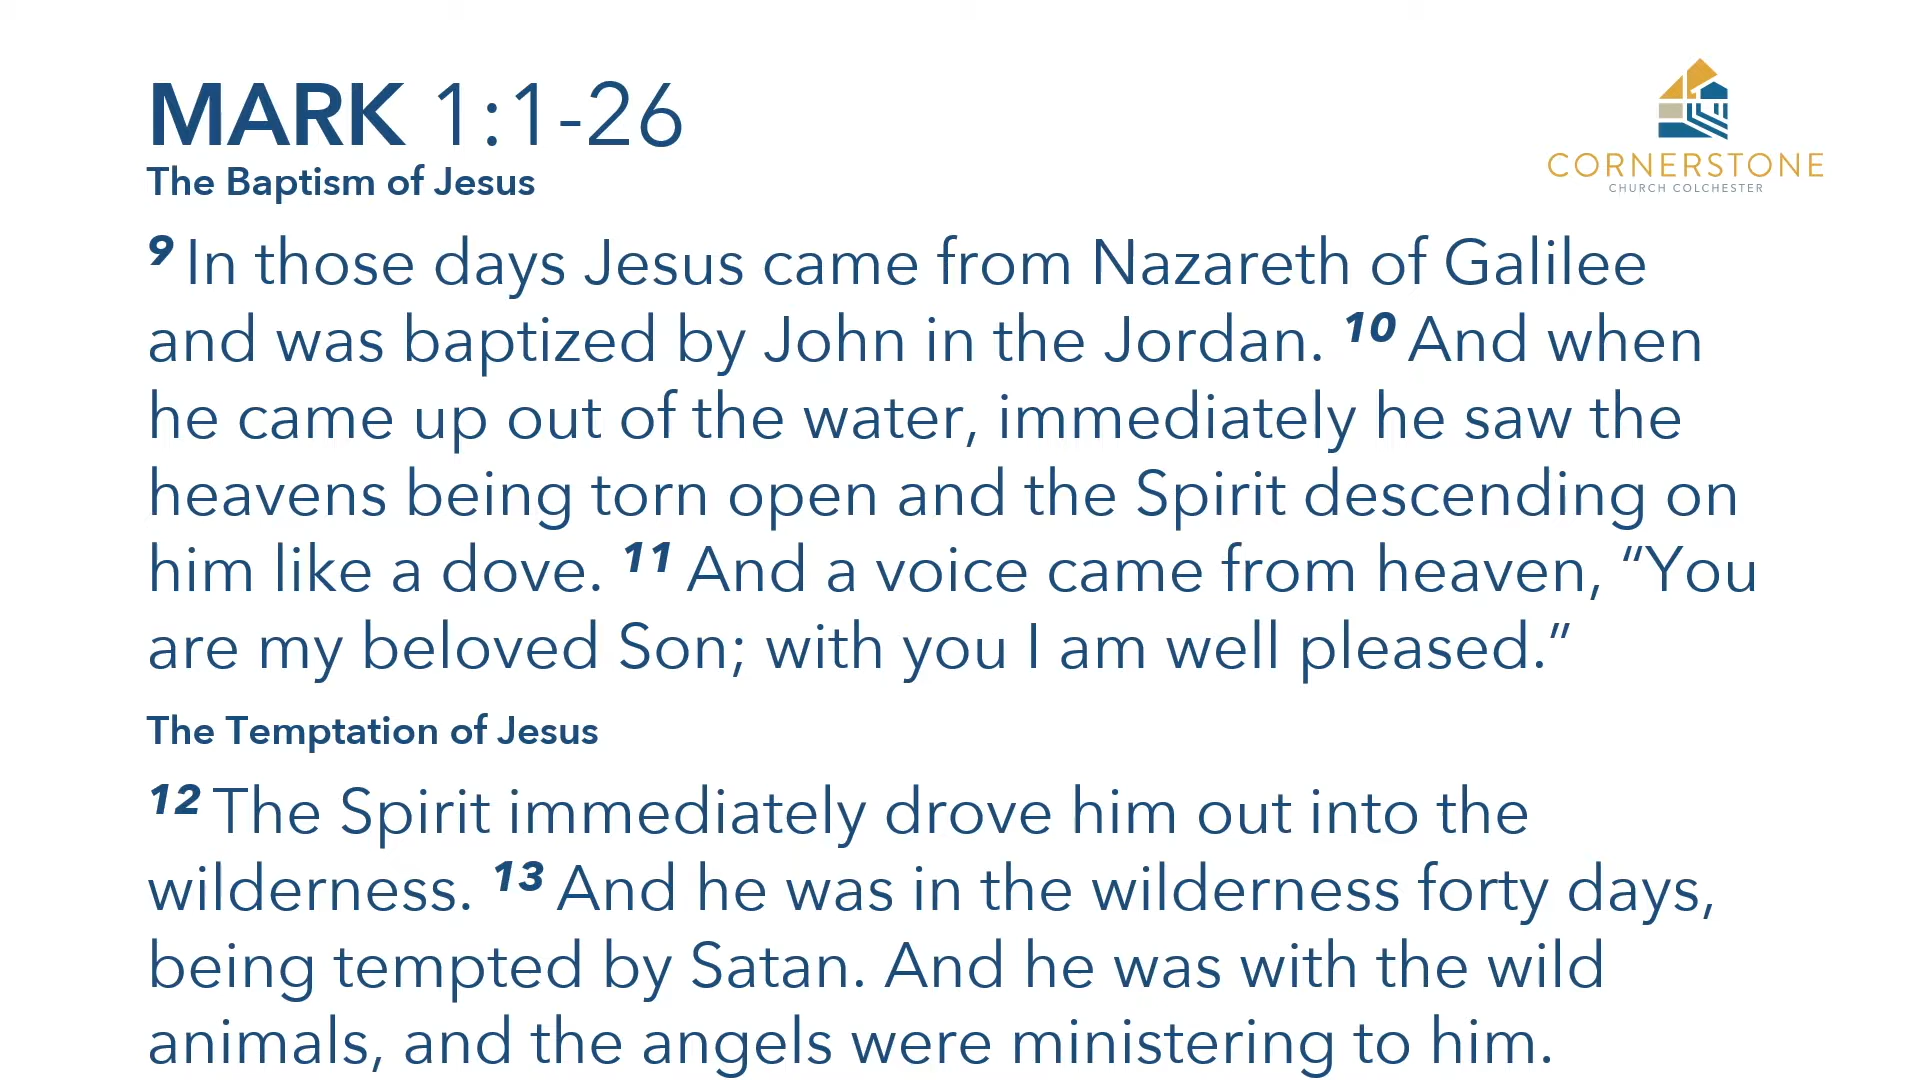 MARK 1:1-26
The Baptism of Jesus
CORNERSTONE
CHURCH COLCHESTER
9 In those days Jesus came from Nazareth of Galilee
and was baptized by John in the Jordan. 10 And when
he came up out of the water, immediately he saw the
heavens being torn open and the Spirit descending on
him like a dove. 11 And a voice came from heaven, “You
are my beloved Son; with you I am well pleased.”
The Temptation of Jesus
12 The Spirit immediately drove him out into the
wilderness. 13 And he was in the wilderness forty days,
being tempted by Satan. And he was with the wild
animals, and the angels were ministering to him.